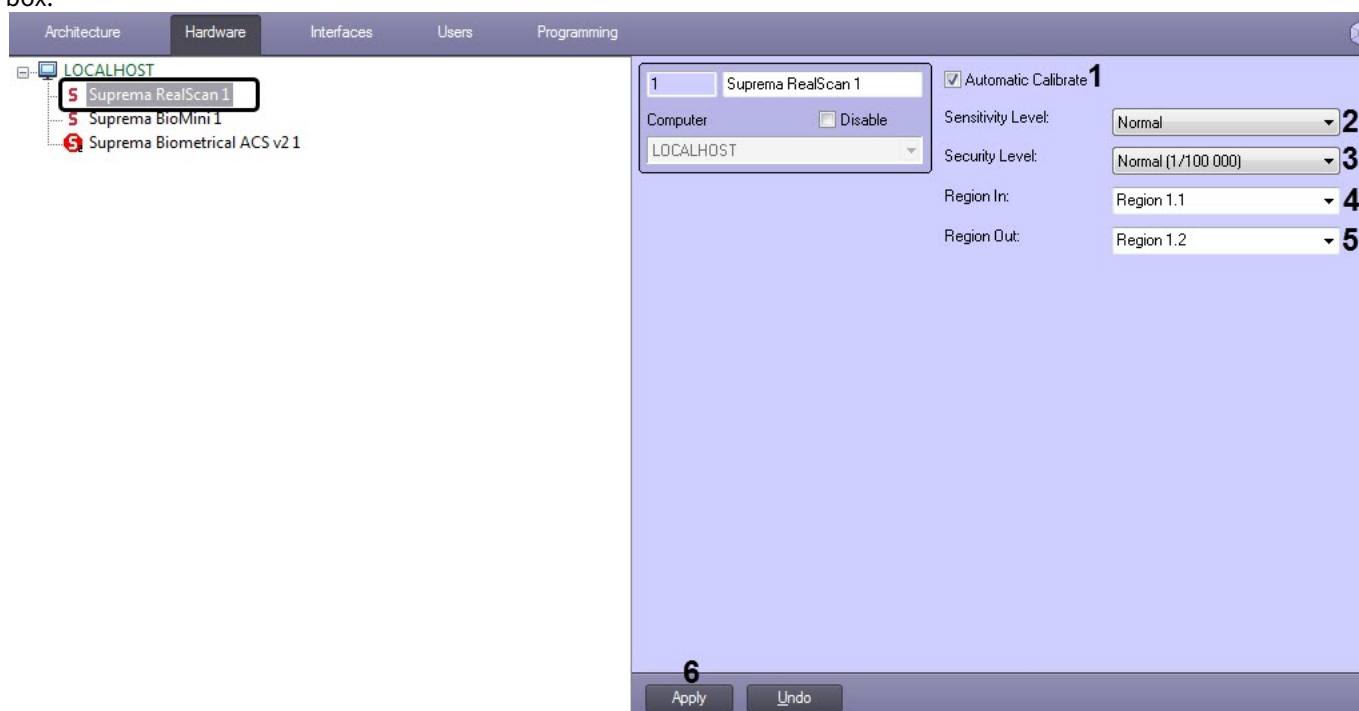 box.
Architecture Hardware Interfaces Users Programming
LOCALHOST
Suprema RealScan 1
Suprema BioMini 1
Suprema Biometrical ACS v2 1
1 Suprema RealScan 1
Computer Disable
LOCALHOST
Automatic Calibrate 1
Sensitivity Level: Normal 2
Security Level: Normal (1/100 000) 3
Region In: Region 1.1 4
Region Out: Region 1.2 5
6
Apply Undo